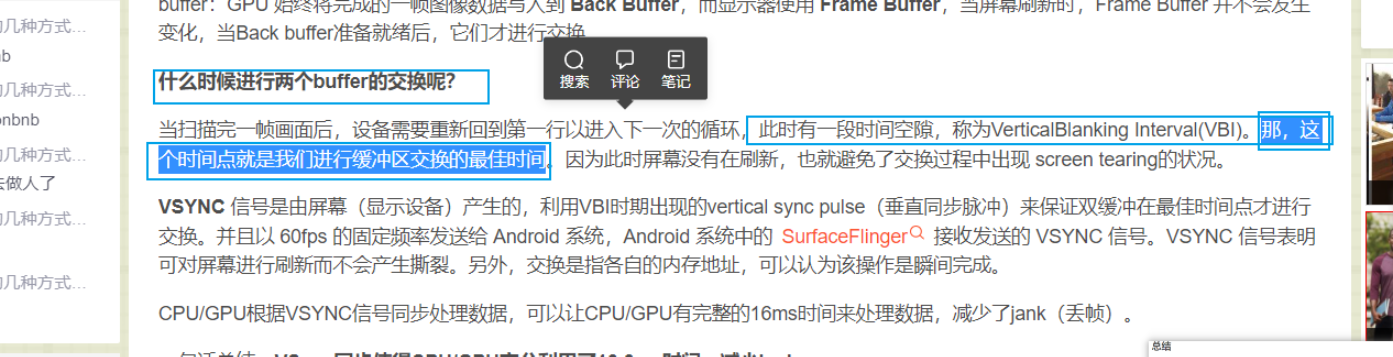 buffer：GPU 始终将完成的一帧图像数据写入到 Back Buffer，而显示器使用 Frame Buffer，当屏幕刷新时，Frame Buffer 并不会发生
的几种方式...
变化，当Back buffer准备就绪后，它们才进行交换
nb
搜索 评论 笔记
什么时候进行两个buffer的交换呢？
的几种方式...
onbnb
当扫描完一帧画面后，设备需要重新回到第一行以进入下一次的循环，此时有一段时间空隙，称为VerticalBlanking Interval(VBI)。那，这
的几种方式...
个时间点就是我们进行缓冲区交换的最佳时间。因为此时屏幕没有在刷新，也就避免了交换过程中出现 screen tearing的状况。
去做人了
VSYNC 信号是由屏幕（显示设备）产生的，利用VBI时期出现的vertical sync pulse（垂直同步脉冲）来保证双缓冲在最佳时间点才进行
的几种方式...
交换。并且以 60fps 的固定频率发送给 Android 系统，Android 系统中的 SurfaceFlinger 接收发送的 VSYNC 信号。VSYNC 信号表明
可对屏幕进行刷新而不会产生撕裂。另外，交换是指各自的内存地址，可以认为该操作是瞬间完成。
的几种方式...
CPU/GPU根据VSYNC信号同步处理数据，可以让CPU/GPU有完整的16ms时间来处理数据，减少了jank（丢帧）。
总结